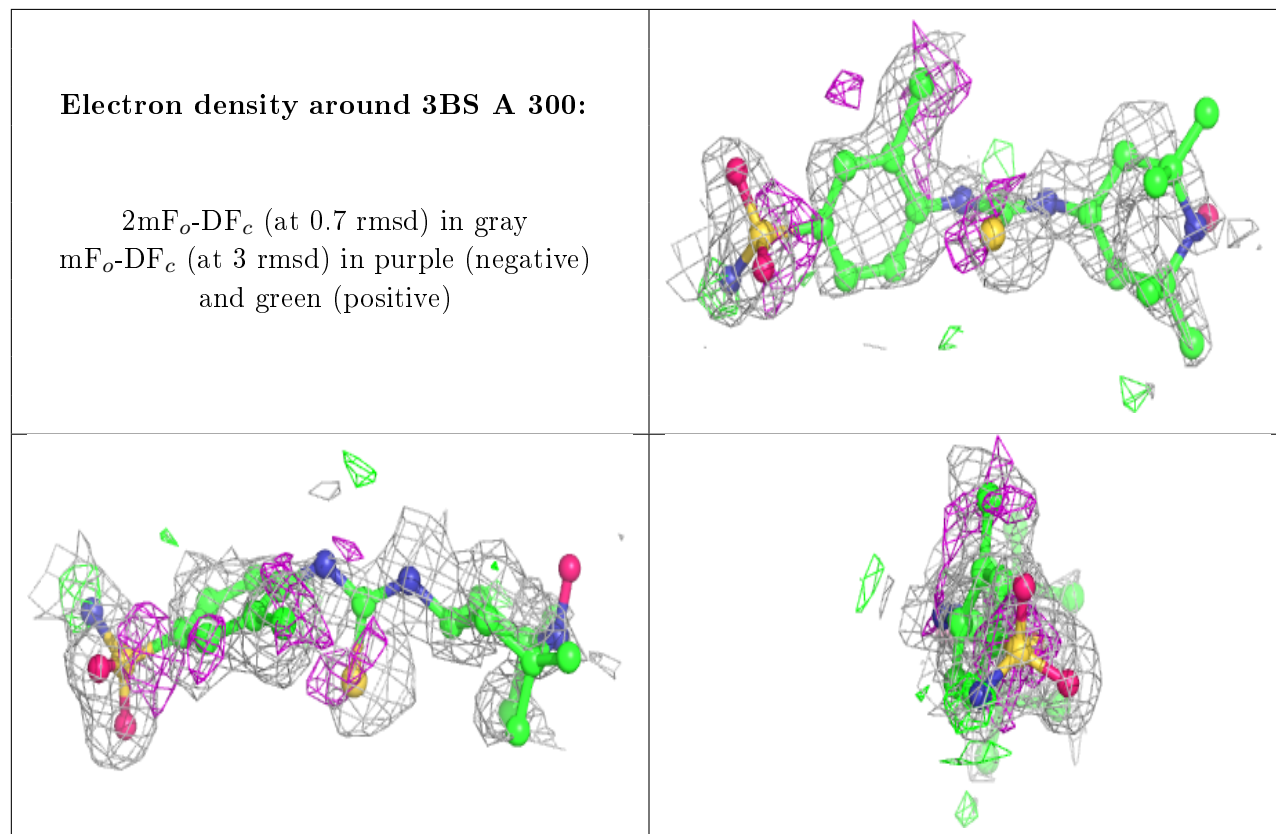 Electron density around 3BS A 300:
2mFo-DFc (at 0.7 rmsd) in gray
mFo-DFc (at 3 rmsd) in purple (negative)
and green (positive)